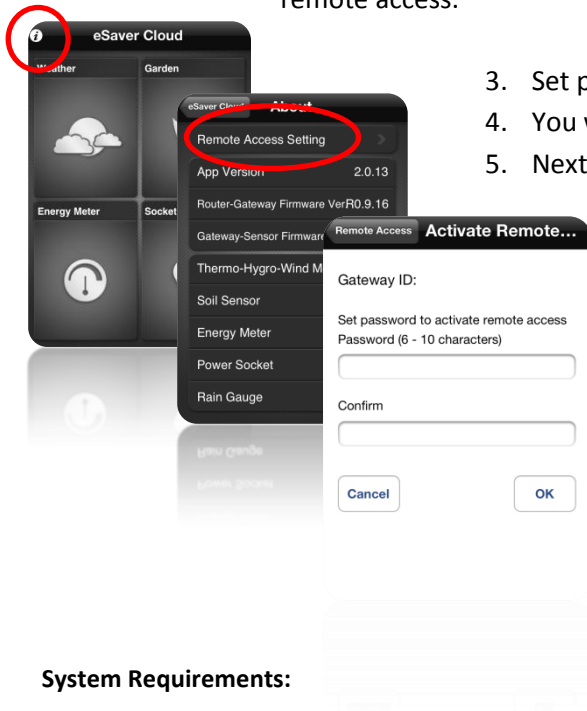 remote access.
eSaver Cloud
Weather
Garden
Energy Meter
Socket
eSaver Cloud
About
Remote Access Setting
App Version 2.0.13
Router-Gateway Firmware Ver R0.9.16
Gateway-Sensor Firmware
Thermo-Hygro-Wind M
Soil Sensor
Energy Meter
Power Socket
Rain Gauge
3. Set p
4. You
5. Next
Remote Access
Activate Remote...
Gateway ID:
Set password to activate remote access
Password (6 - 10 characters)
Confirm
Cancel
OK
System Requirements: